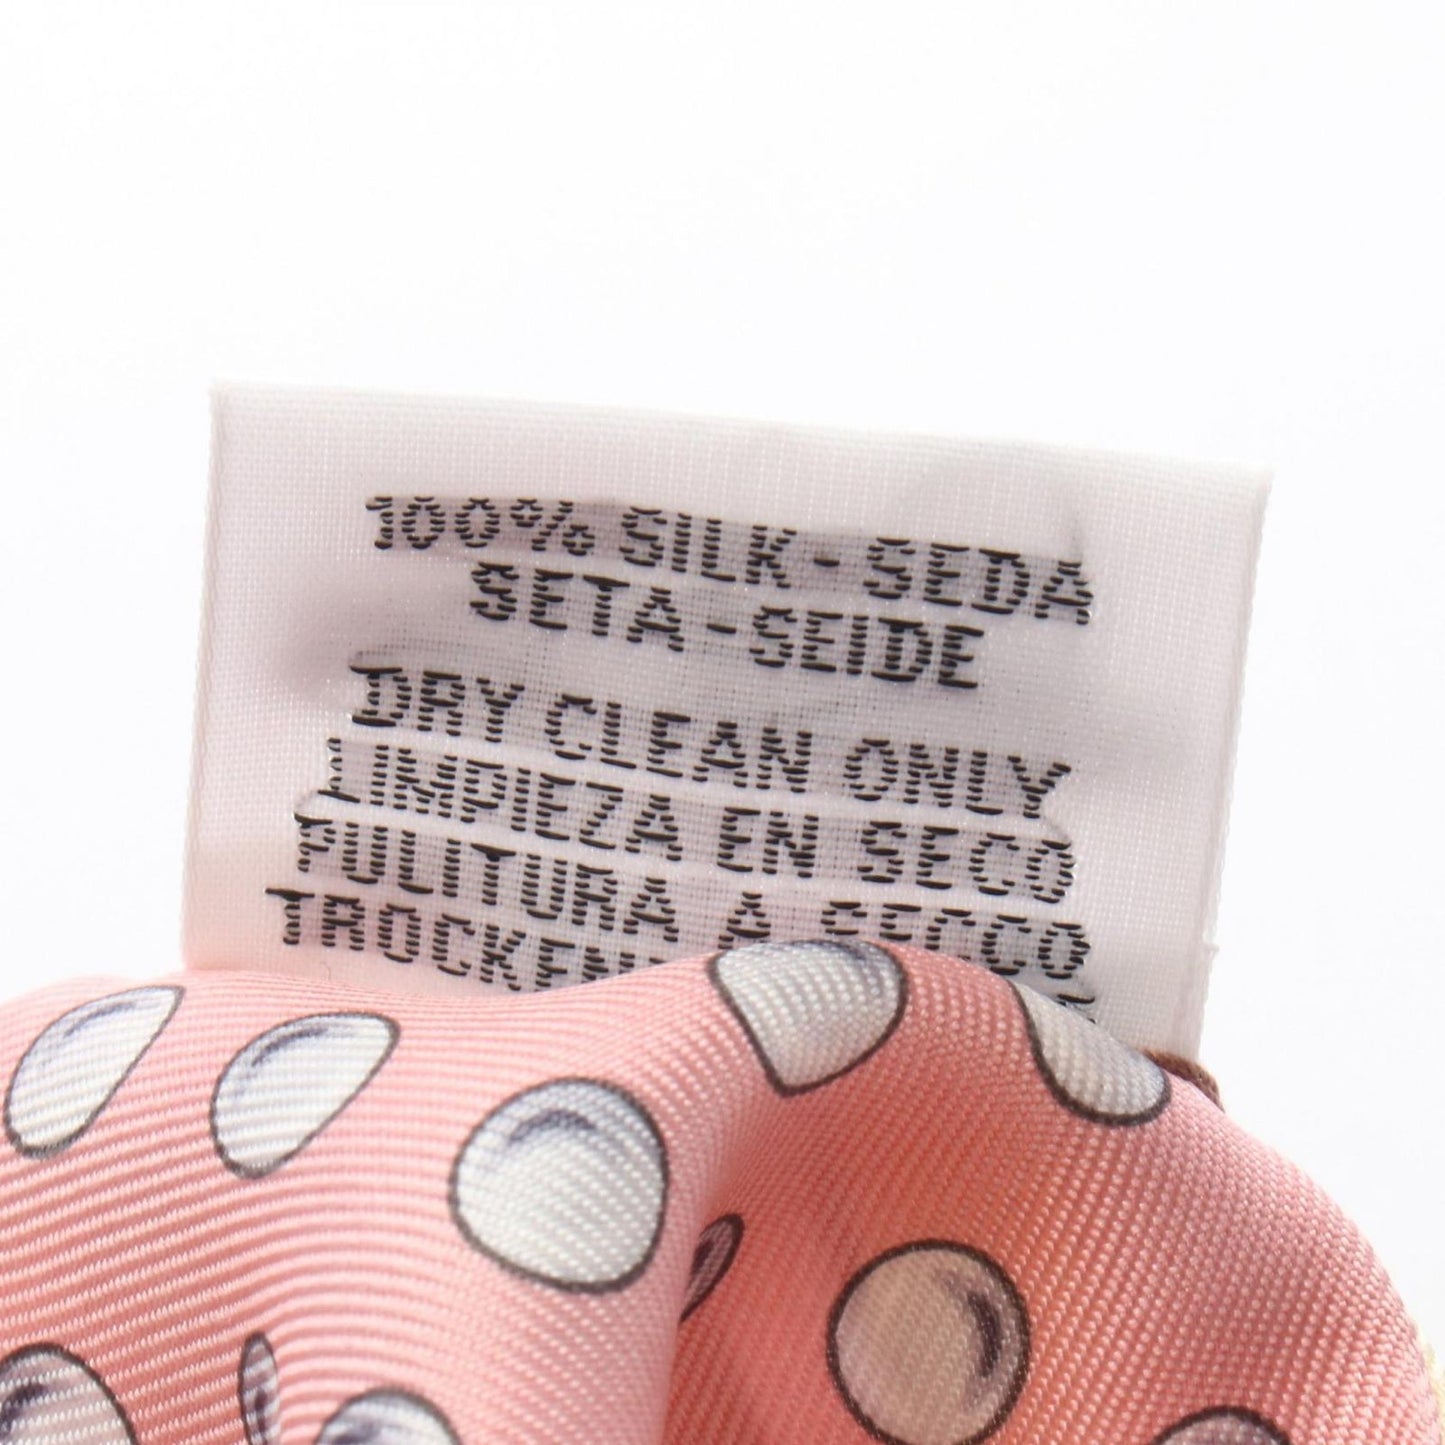 100% SILK - SEDA
SETA - SEIDE
DRY CLEAN ONLY
LIMPIEZA EN SECO
PULITURA A SECCO